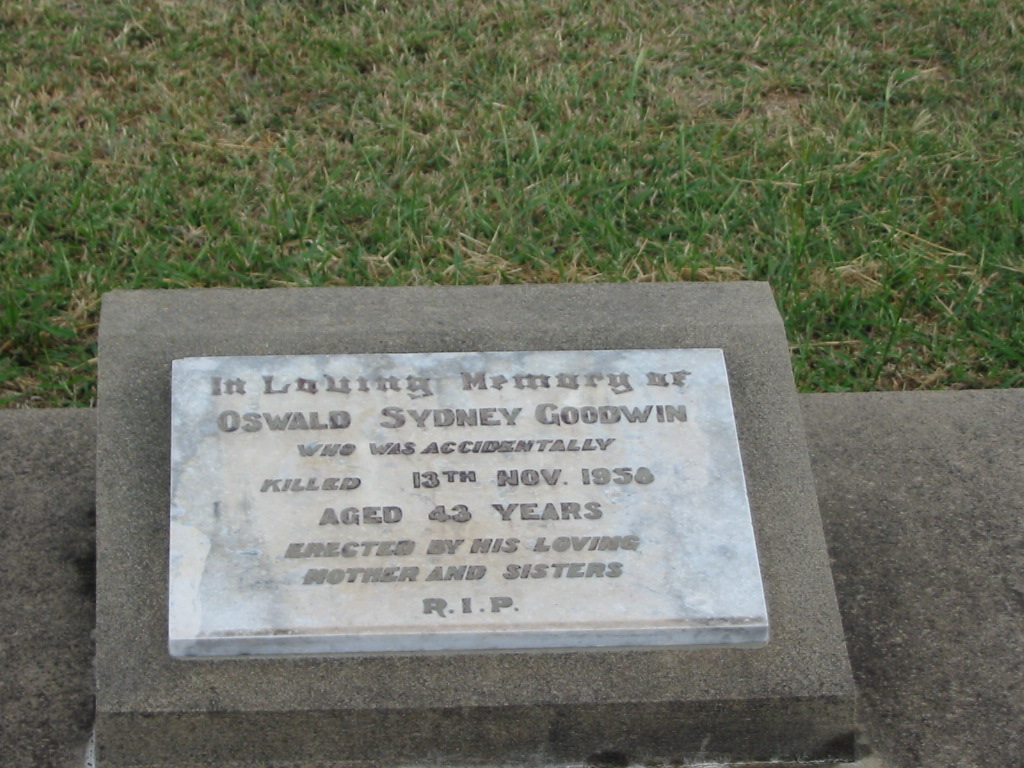 In Loving Memory of
OSWALD SYDNEY GOODWIN
WHO WAS ACCIDENTALLY
KILLED 13TH NOV. 1956
AGED 43 YEARS
ERECTED BY HIS LOVING
MOTHER AND SISTERS
R.I.P.